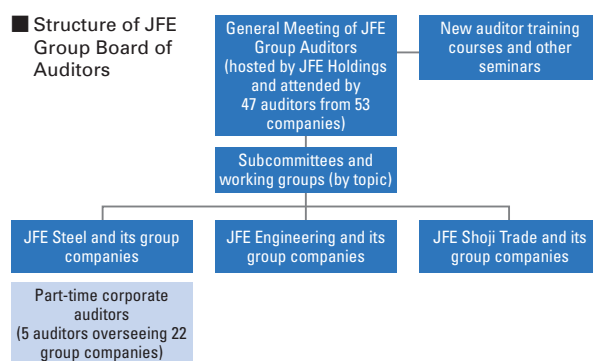 ■ Structure of JFE
Group Board of
Auditors
General Meeting of JFE
Group Auditors
(hosted by JFE Holdings
and attended by
47 auditors from 53
companies)
New auditor training
courses and other
seminars
Subcommittees and
working groups (by topic)
JFE Steel and its group
companies
JFE Engineering and its
group companies
JFE Shoji Trade and its
group companies
Part-time corporate
auditors
(5 auditors overseeing 22
group companies)